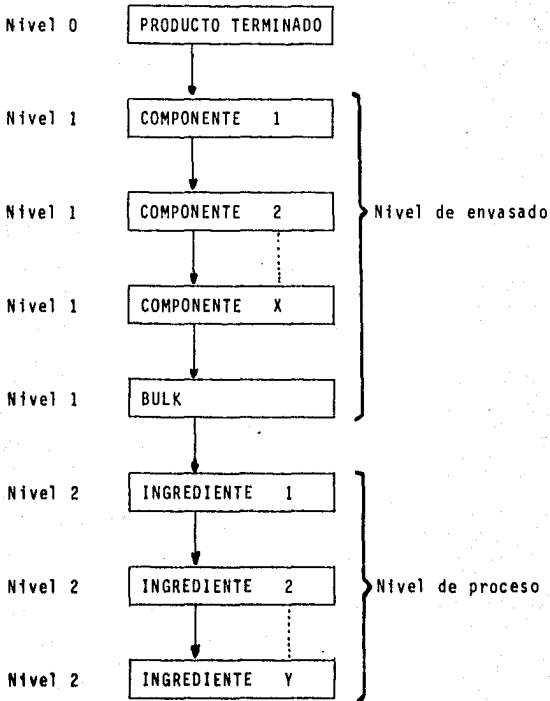 Nivel 0 PRODUCTO TERMINADO
Nivel 1 COMPONENTE 1
Nivel 1 COMPONENTE 2 Nivel de envasado
Nivel 1 COMPONENTE X
Nivel 1 BULK
Nivel 2 INGREDIENTE 1
Nivel 2 INGREDIENTE 2 Nivel de proceso
Nivel 2 INGREDIENTE Y